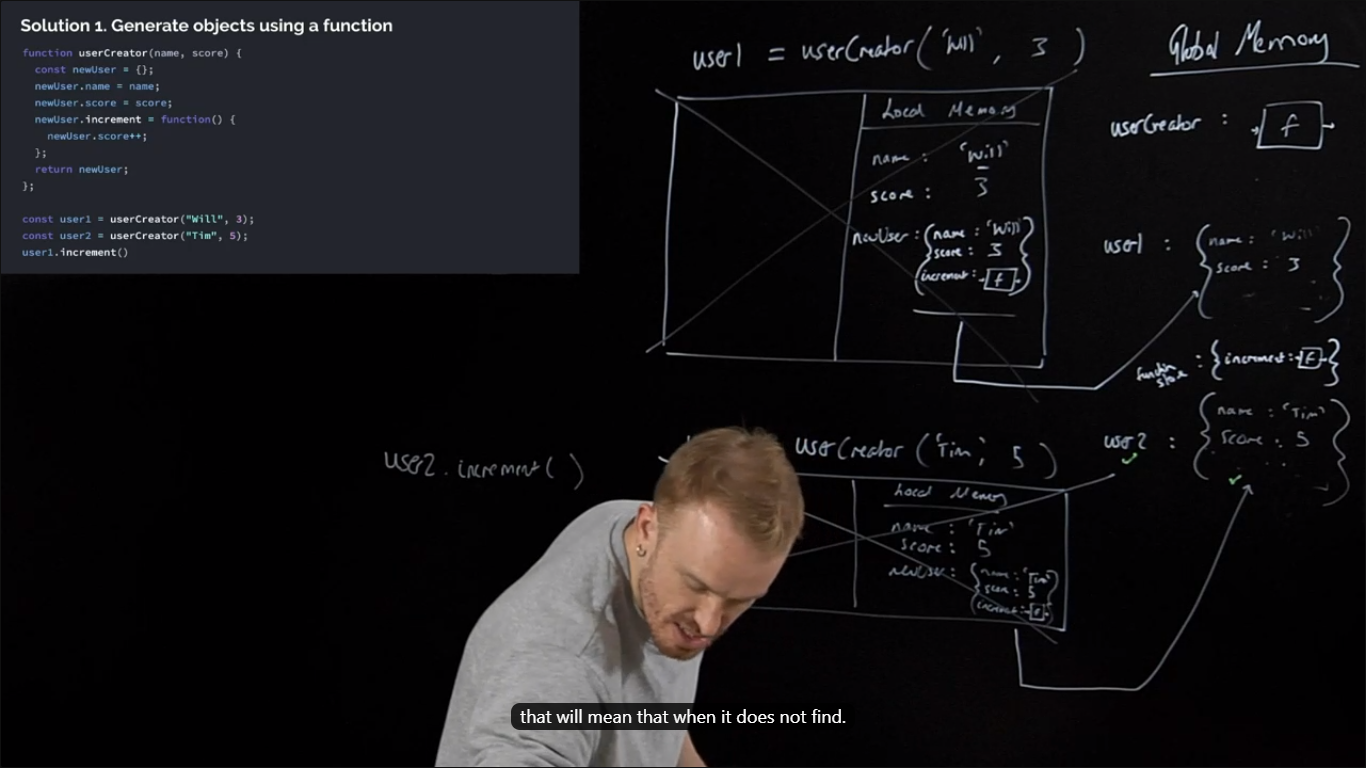 Solution 1. Generate objects using a function
function userCreator(name, score) {
const newUser = {};
newUser.name = name;
newUser.score = score;
newUser.increment = function() {
newUser.score++;
};
return newUser;
};
const user1 = userCreator("Will", 3);
const user2 = userCreator("Tim", 5);
user1.increment()
user1 = userCreator('Will', 3)
Local Memory
name : 'Will'
score : 3
newUser : { name : 'Will'
score : 3
increment : f }
Global Memory
userCreator : f
user1 : { name : 'Will'
score : 3 }
function store : { increment : f }
user2 : { name : 'Tim'
score : 5 }
userCreator ('Tim', 5)
Local Memory
name : 'Tim'
score : 5
newUser : { name : 'Tim'
score : 5
increment : f }
user2.increment()
that will mean that when it does not find.